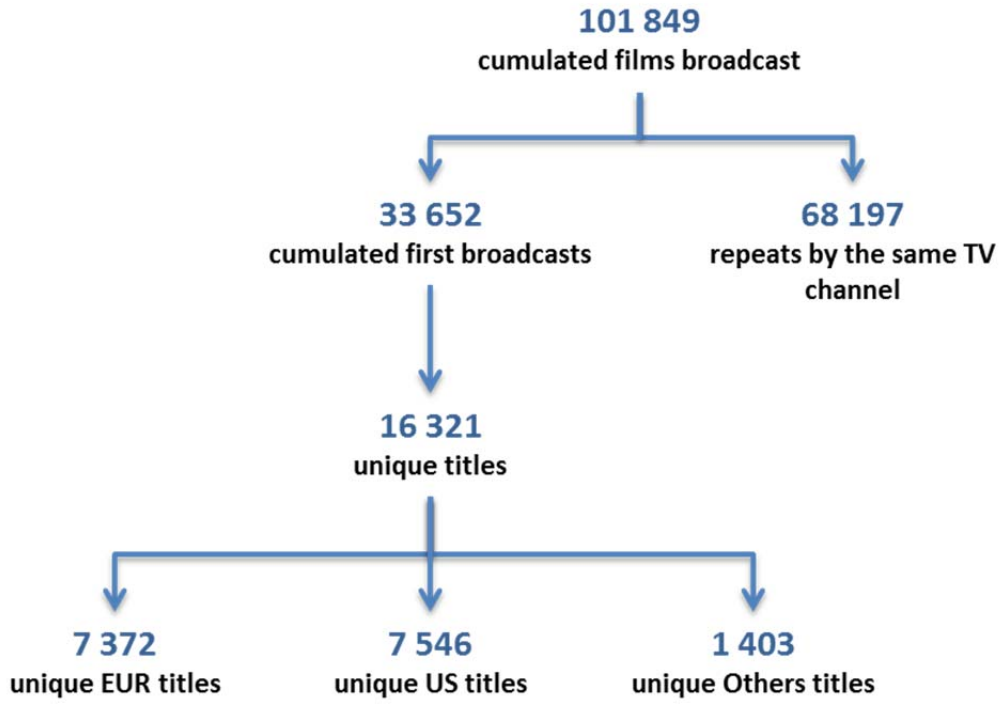 101 849
cumulated films broadcast
33 652
cumulated first broadcasts
68 197
repeats by the same TV
channel
16 321
unique titles
7 372
unique EUR titles
7 546
unique US titles
1 403
unique Others titles